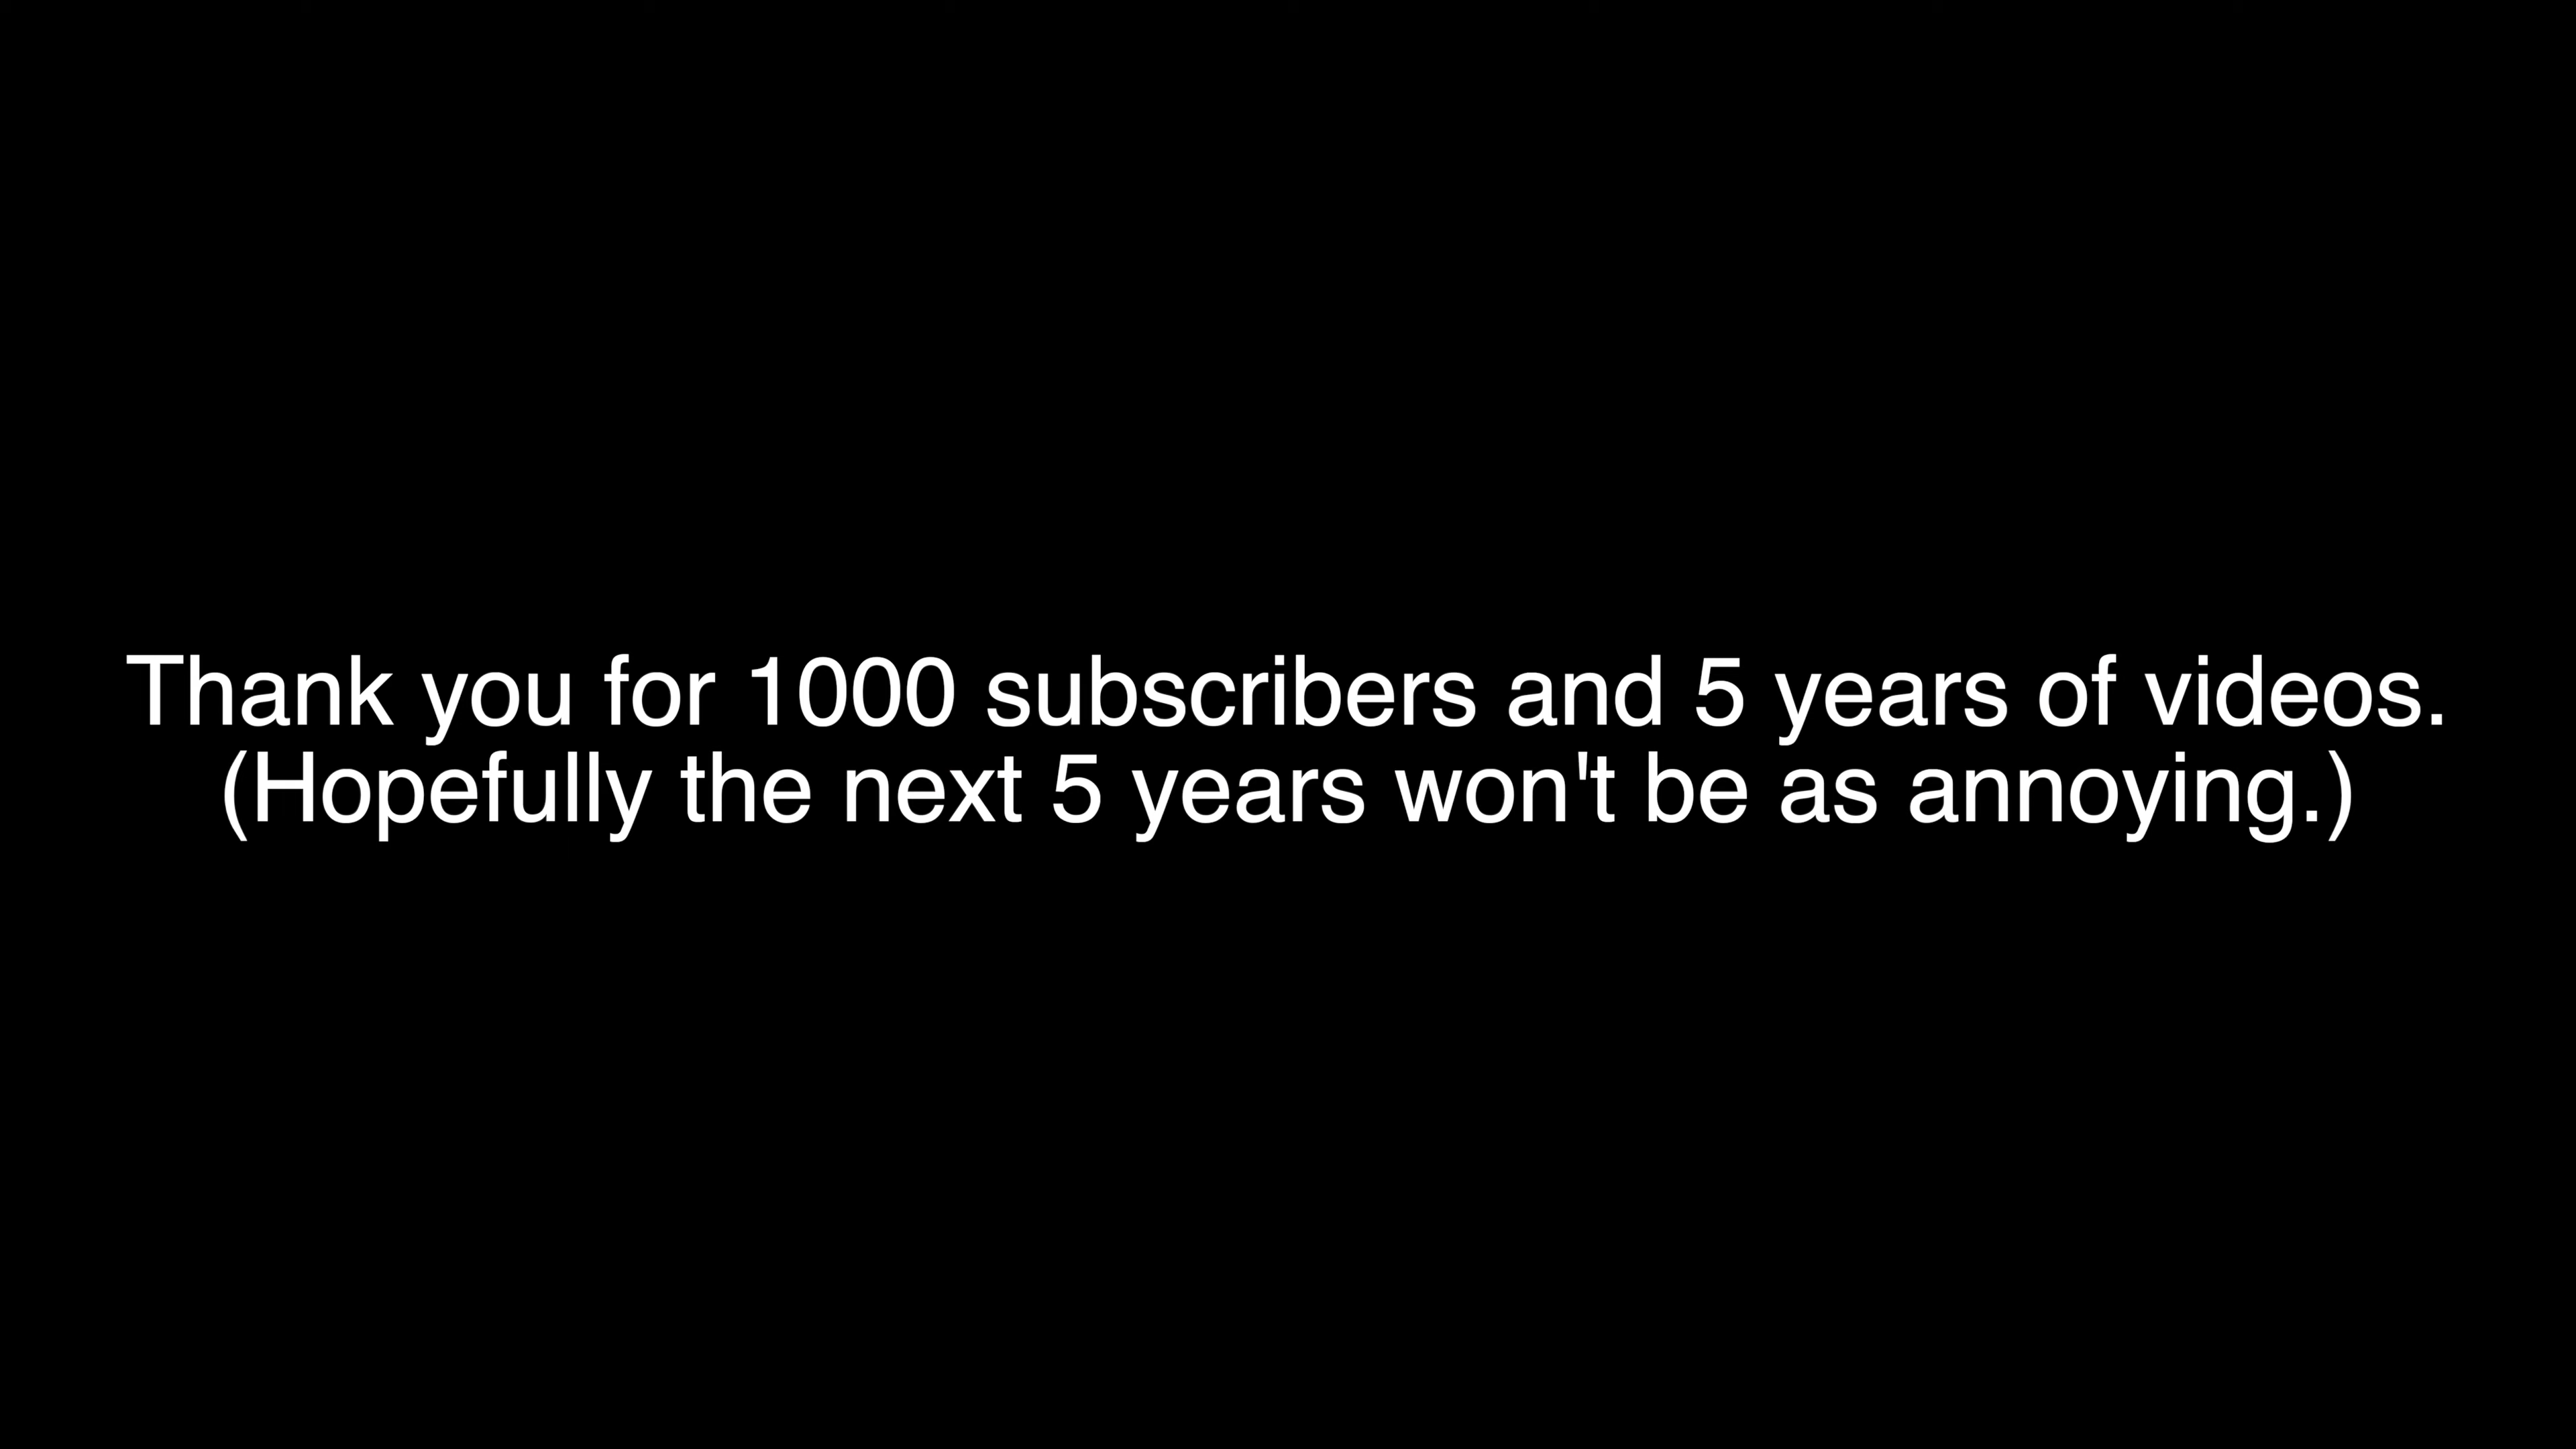 Thank you for 1000 subscribers and 5 years of videos.
(Hopefully the next 5 years won't be as annoying.)